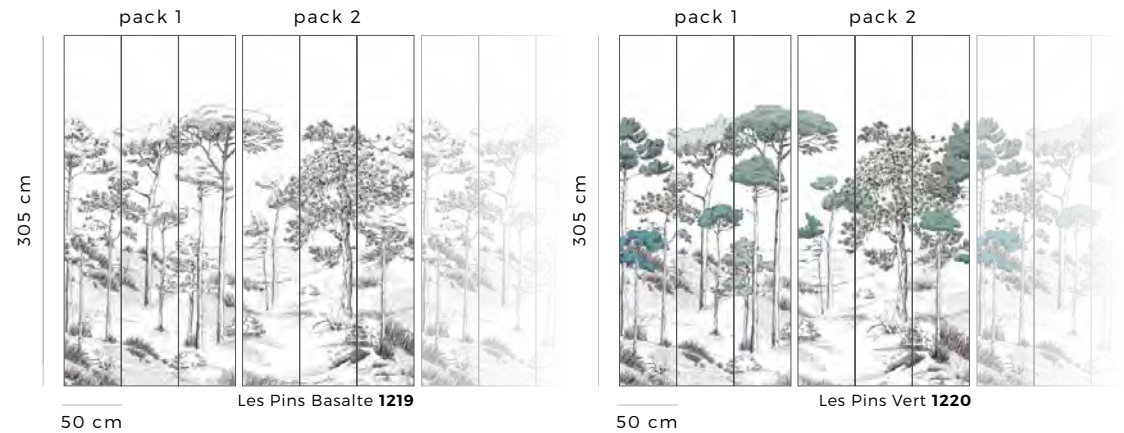 pack 1
pack 2
305 cm
Les Pins Basalte 1219
50 cm
pack 1
pack 2
305 cm
Les Pins Vert 1220
50 cm